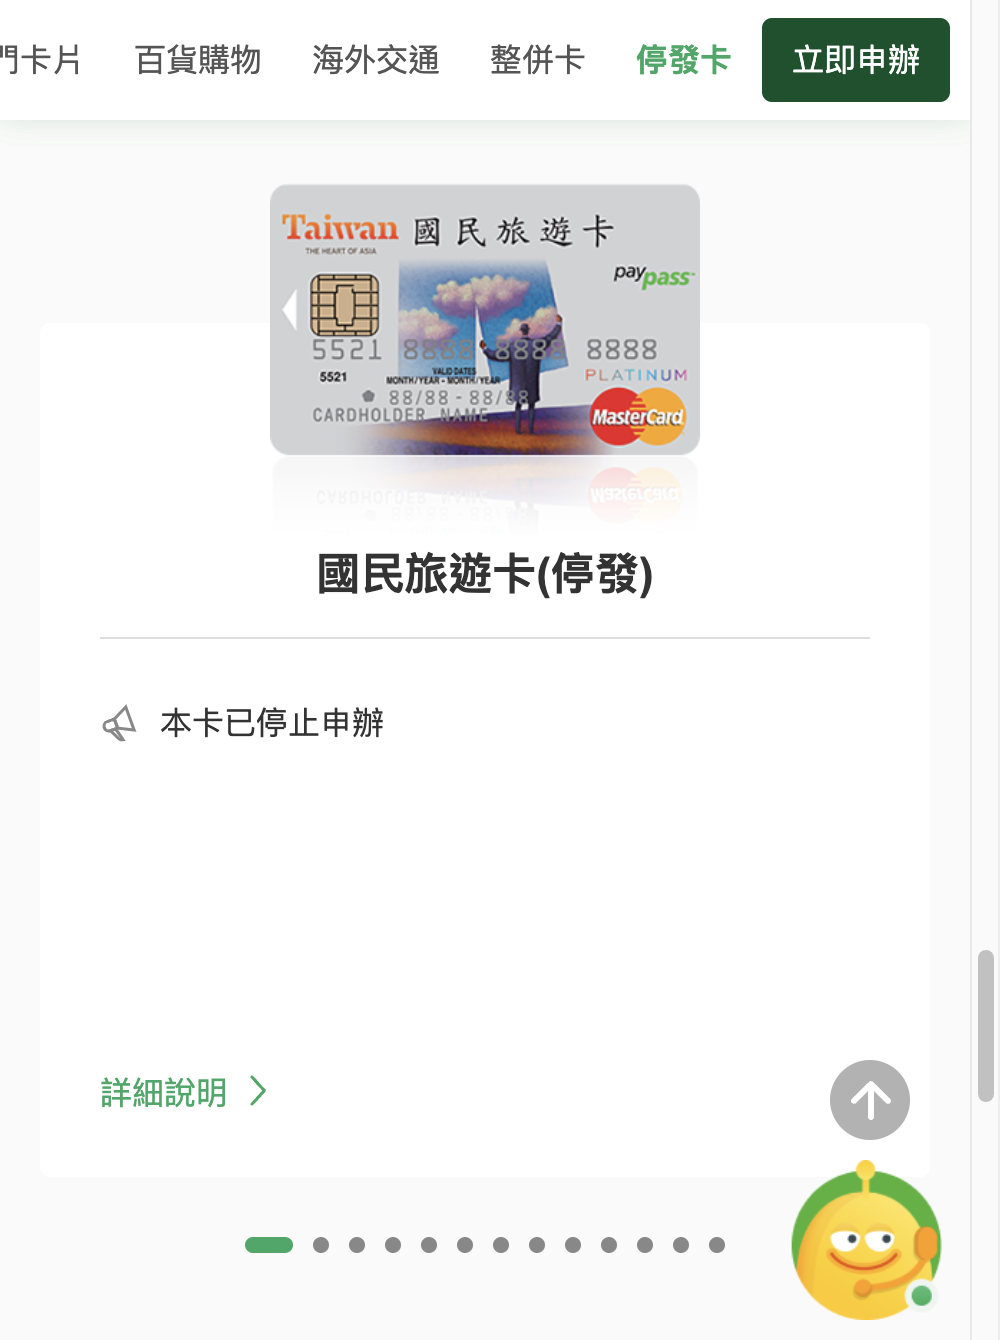 門卡片 百貨購物 海外交通 整併卡 停發卡 立即申辦
Taiwan 國民旅遊卡
THE HEART OF ASIA
paypass
5521 8888 8888 8888
5521
VALID DATES
MONTH/YEAR - MONTH/YEAR
PLATINUM
88/88 - 88/88
CARDHOLDER NAME
MasterCard
國民旅遊卡(停發)
本卡已停止申辦
詳細說明